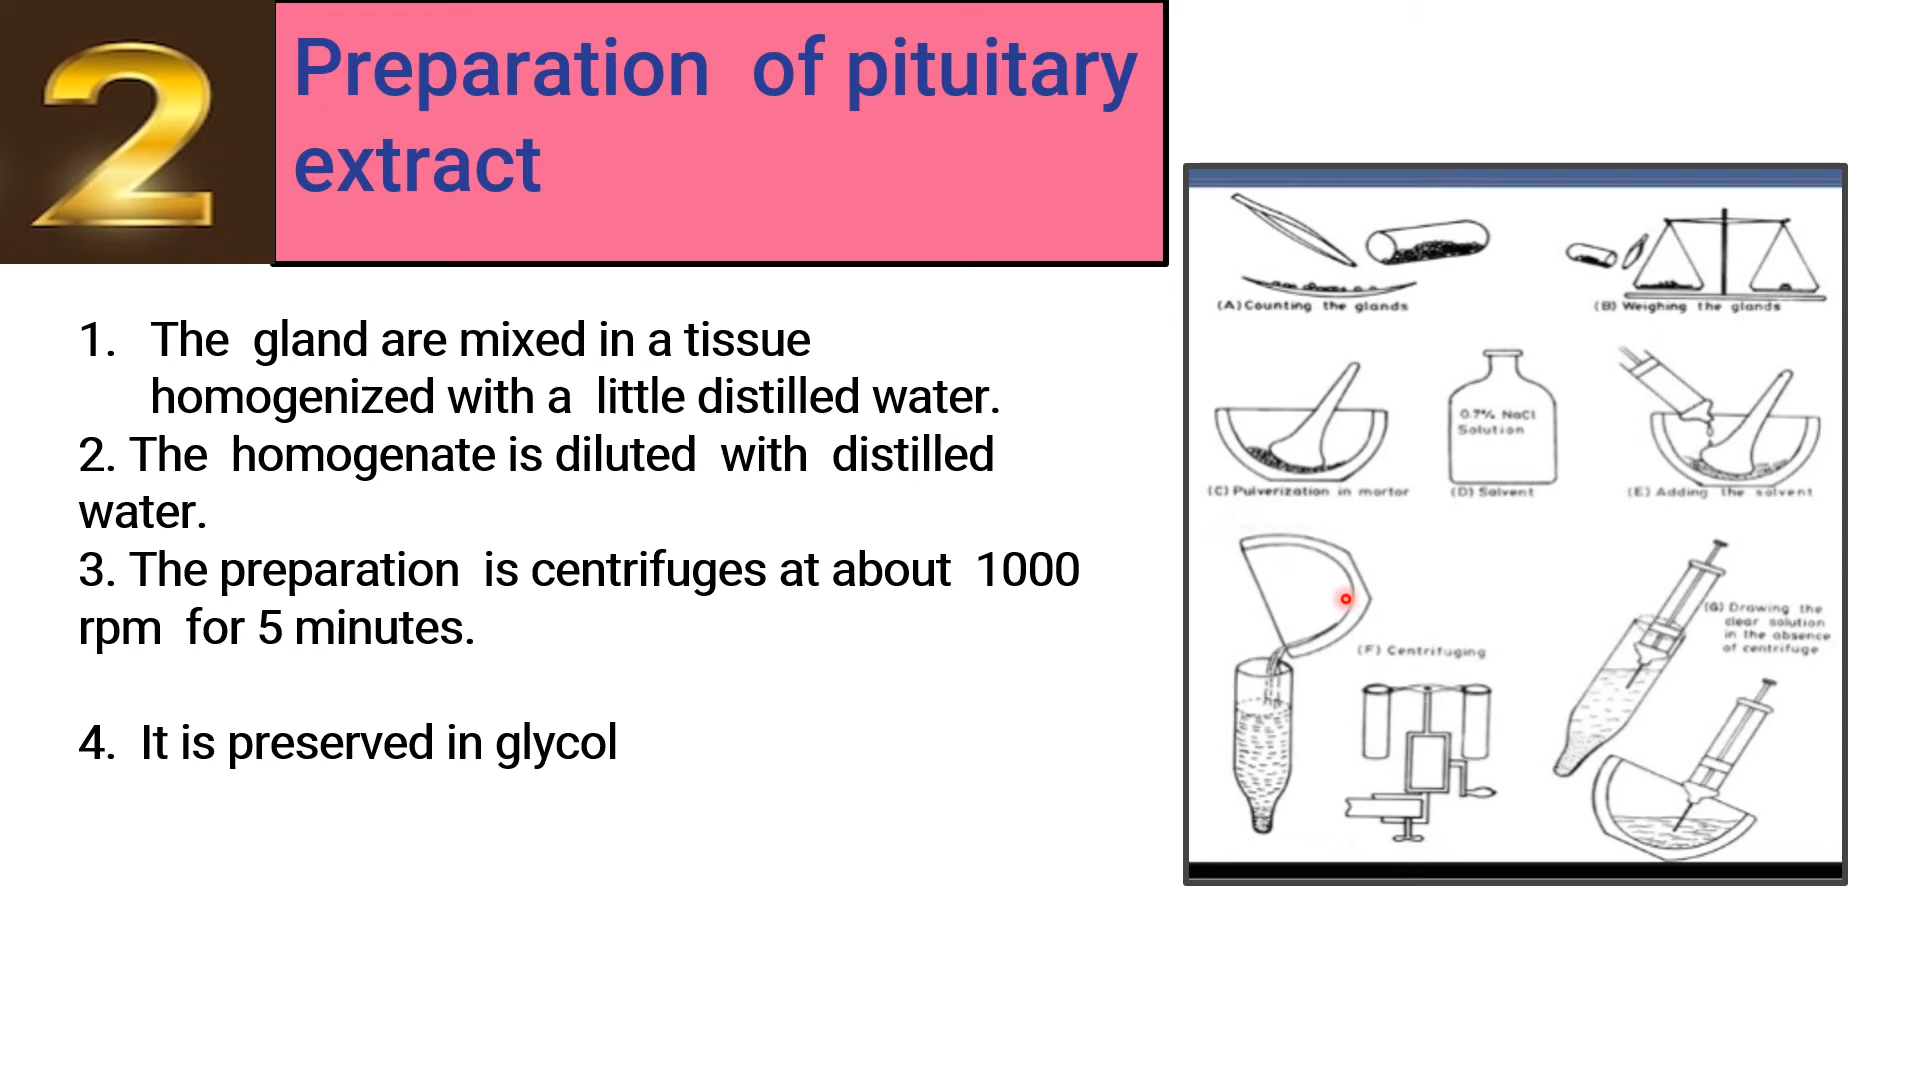 2
Preparation of pituitary
extract
1. The gland are mixed in a tissue
homogenized with a little distilled water.
2. The homogenate is diluted with distilled
water.
3. The preparation is centrifuges at about 1000
rpm for 5 minutes.
4. It is preserved in glycol
(A) Counting the glands
(B) Weighing the glands
0.7% NaCl
Solution
(C) Pulverization in mortor
(D) Solvent
(E) Adding the solvent
(F) Centrifuging
(G) Drawing the
clear solution
in the absence
of centrifuge